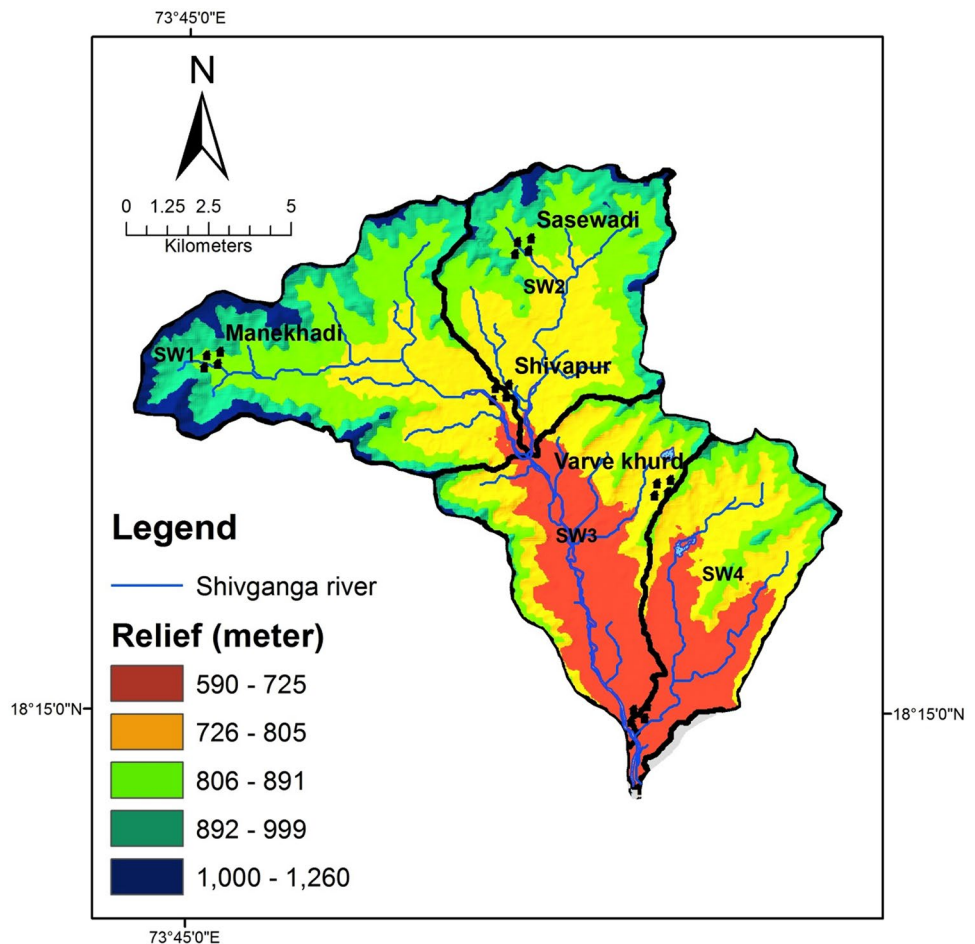 73°45'0"E
N
0 1.25 2.5 5
Kilometers
Sasewadi
SW2
Manekhadi
SW1
Shivapur
Varve khurd
SW3
SW4
Legend
Shivganga river
Relief (meter)
590 - 725
726 - 805
806 - 891
892 - 999
1,000 - 1,260
18°15'0"N
18°15'0"N
73°45'0"E